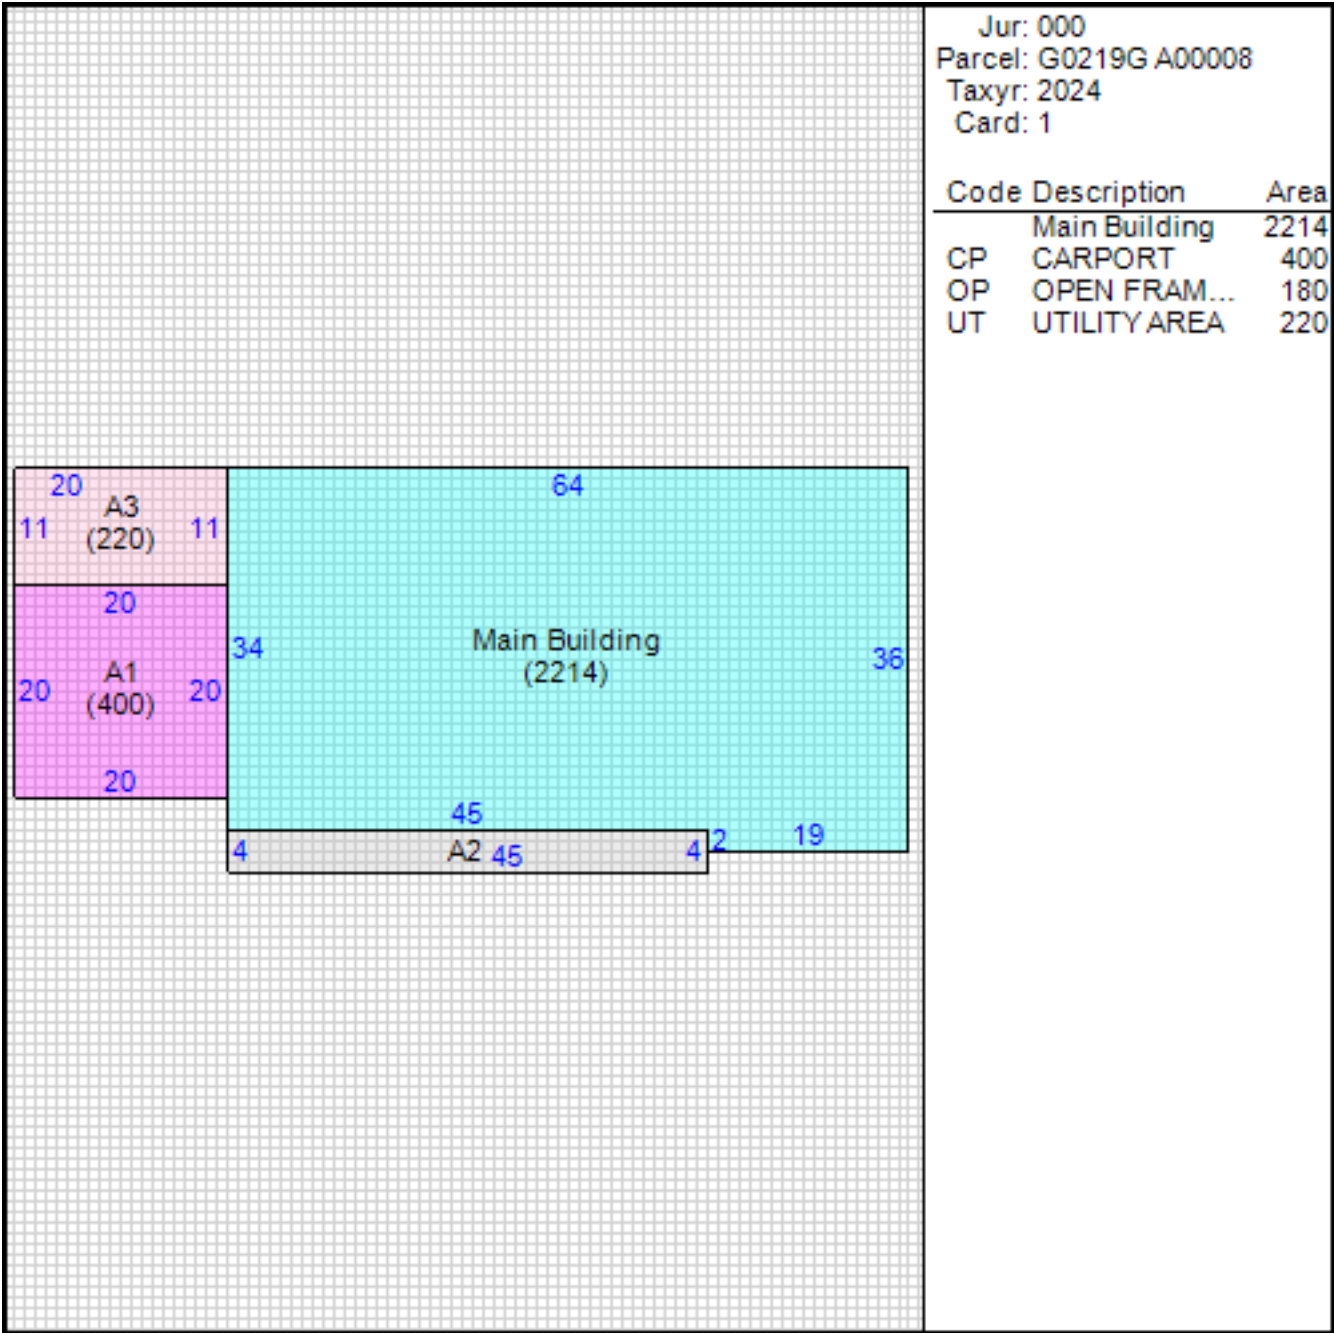 Jur: 000
Parcel: G0219G A00008
Taxyr: 2024
Card: 1
Code Description Area
Main Building 2214
CP CARPORT 400
OP OPEN FRAM... 180
UT UTILITY AREA 220
20
A3
11 11
(220)
20
A1
20 20
(400)
20
64
34
Main Building
(2214)
36
45
4 A2 45 4
2
19